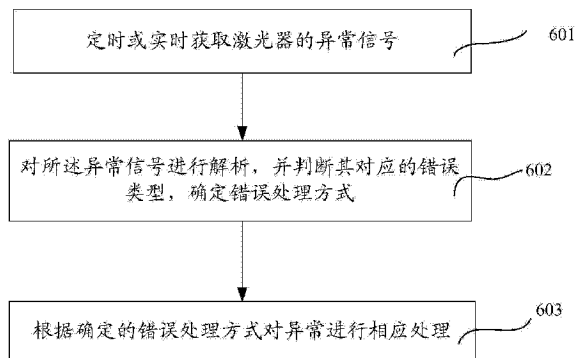 定时或实时获取激光器的异常信号
601
对所述异常信号进行解析，并判断其对应的错误
类型，确定错误处理方式
602
603
根据确定的错误处理方式对异常进行相应处理